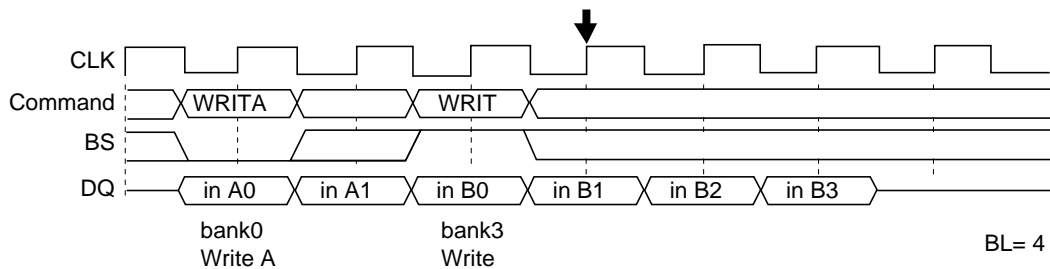 CLK
Command WRITA WRIT
BS
DQ in A0 in A1 in B0 in B1 in B2 in B3
bank0 bank3
Write A Write
BL= 4